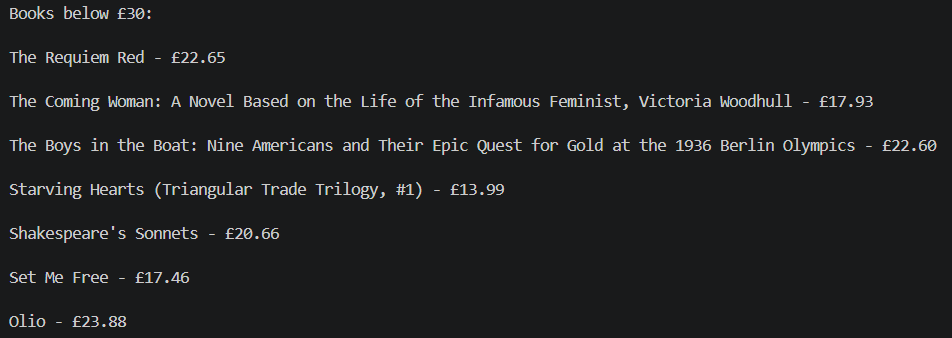 Books below £30:
The Requiem Red - £22.65
The Coming Woman: A Novel Based on the Life of the Infamous Feminist, Victoria Woodhull - £17.93
The Boys in the Boat: Nine Americans and Their Epic Quest for Gold at the 1936 Berlin Olympics - £22.60
Starving Hearts (Triangular Trade Trilogy, #1) - £13.99
Shakespeare's Sonnets - £20.66
Set Me Free - £17.46
Olio - £23.88